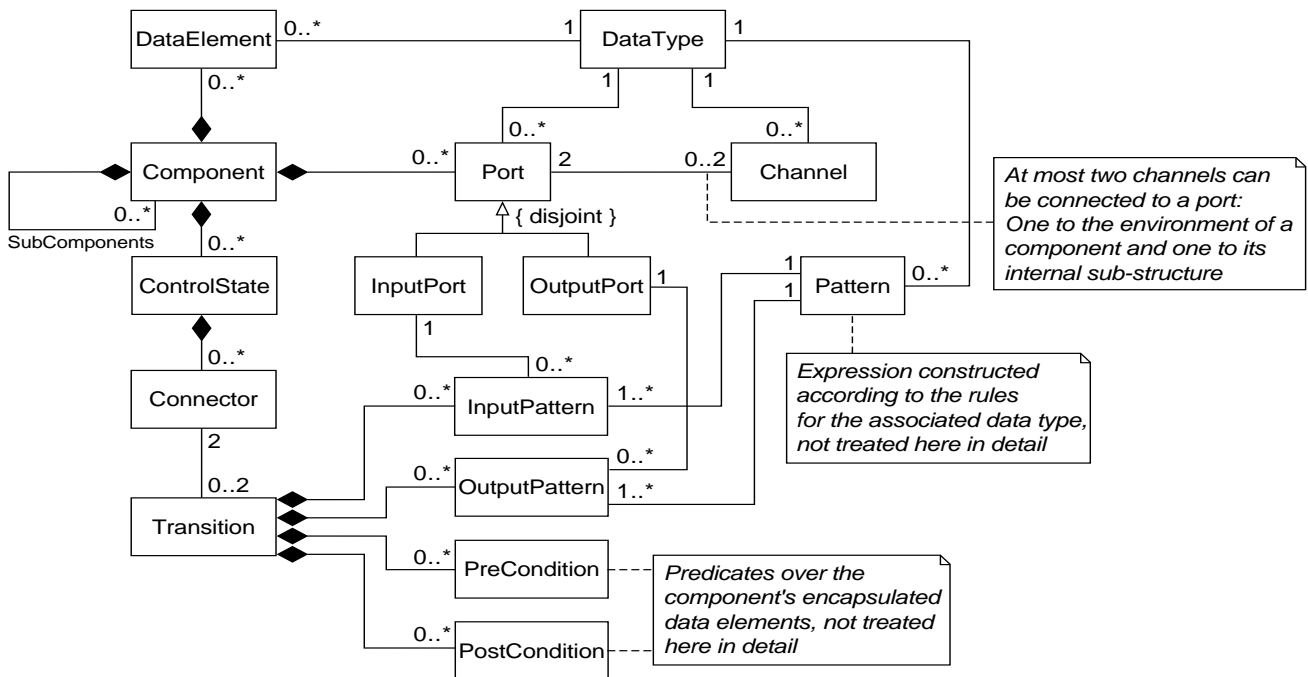 DataElement
0..*
1
DataType
1
0..*
1
1
0..*
0..*
Component
0..*
Port
2
0..2
Channel
At most two channels can
be connected to a port:
One to the environment of a
component and one to its
internal sub-structure
{ disjoint }
0..*
SubComponents
0..*
ControlState
InputPort
OutputPort
1
1
1
Pattern
0..*
1
0..*
0..*
Connector
2
0..*
InputPattern
1..*
Expression constructed
according to the rules
for the associated data type,
not treated here in detail
0..*
OutputPattern
0..*
1..*
0..2
Transition
0..*
PreCondition
Predicates over the
component's encapsulated
data elements, not treated
here in detail
0..*
PostCondition